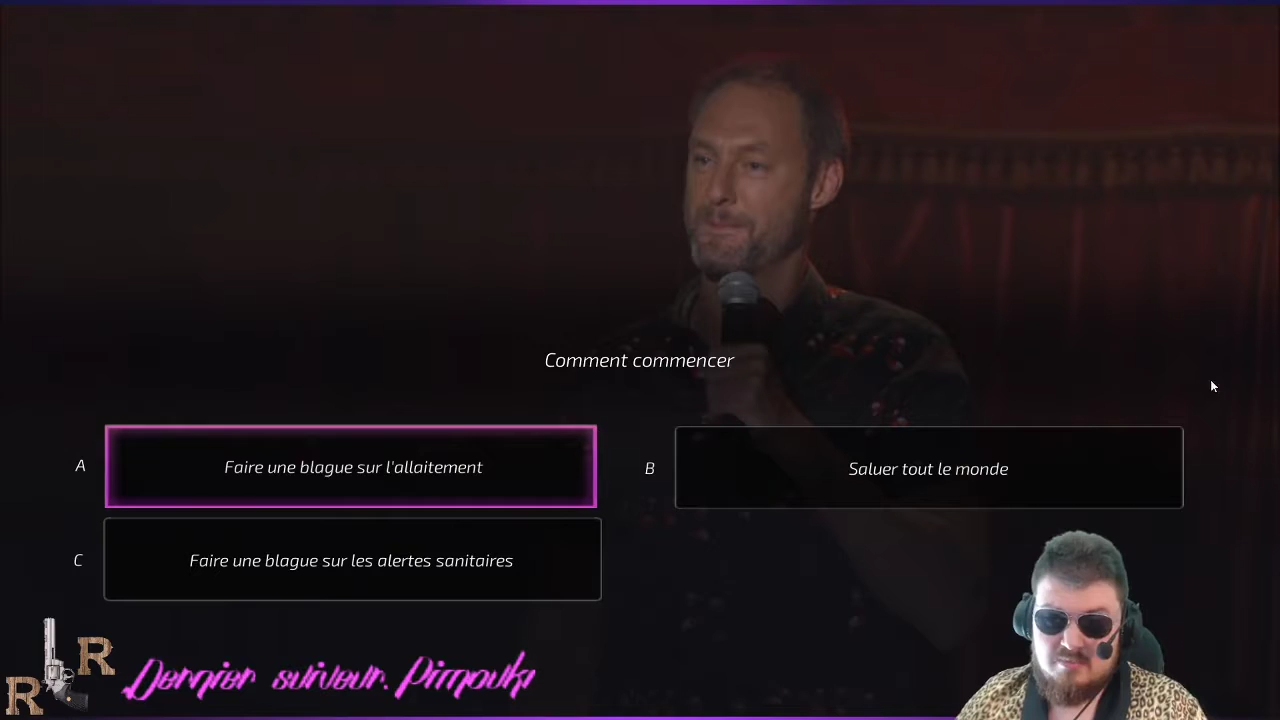 Comment commencer
A
Faire une blague sur l'allaitement
B
Saluer tout le monde
C
Faire une blague sur les alertes sanitaires
R
R
Dernier suiveur. Pimouki